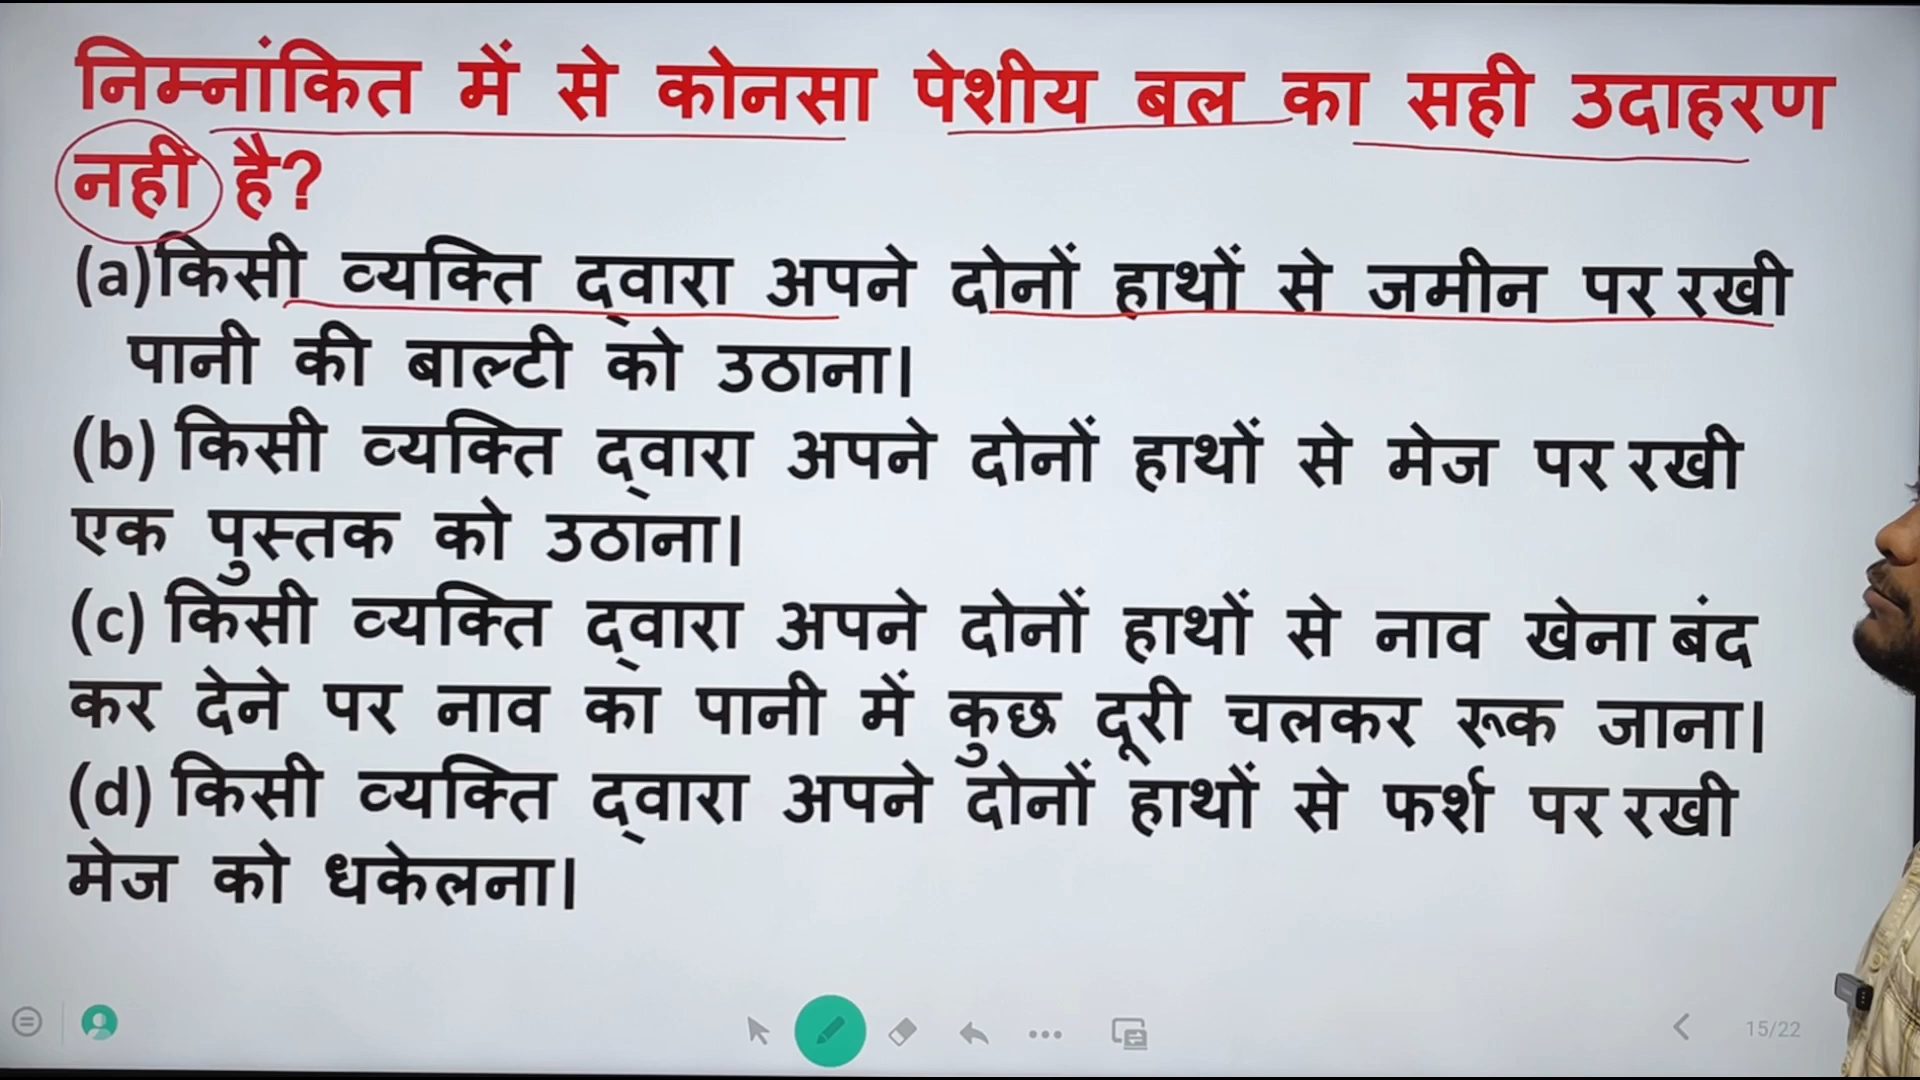 निम्नांकित में से कोनसा पेशीय बल का सही उदाहरण
नहीं है?
(a)किसी व्यक्ति द्वारा अपने दोनों हाथों से जमीन पर रखी
पानी की बाल्टी को उठाना।
(b) किसी व्यक्ति द्वारा अपने दोनों हाथों से मेज पर रखी
एक पुस्तक को उठाना।
(c) किसी व्यक्ति द्वारा अपने दोनों हाथों से नाव खेना बंद
कर देने पर नाव का पानी में कुछ दूरी चलकर रूक जाना।
(d) किसी व्यक्ति द्वारा अपने दोनों हाथों से फर्श पर रखी
मेज को धकेलना।
15/22